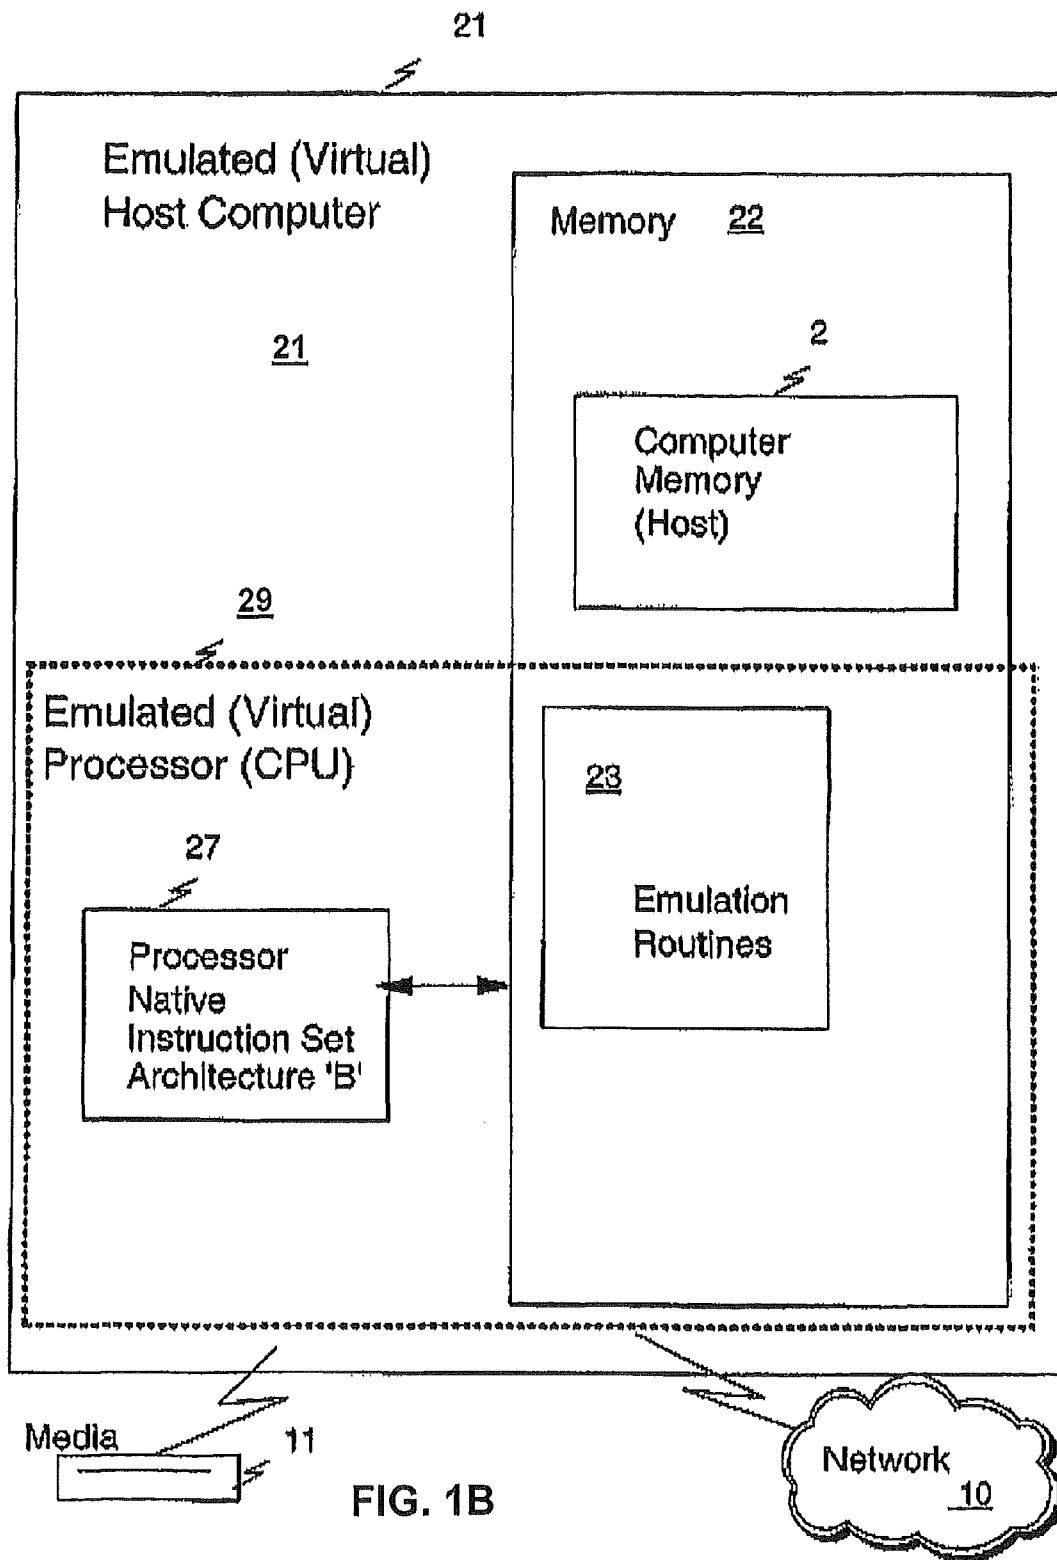 21
Emulated (Virtual)
Host Computer
21
Memory 22
2
Computer
Memory
(Host)
29
Emulated (Virtual)
Processor (CPU)
23
Emulation
Routines
27
Processor
Native
Instruction Set
Architecture 'B'
Media
11
FIG. 1B
Network
10